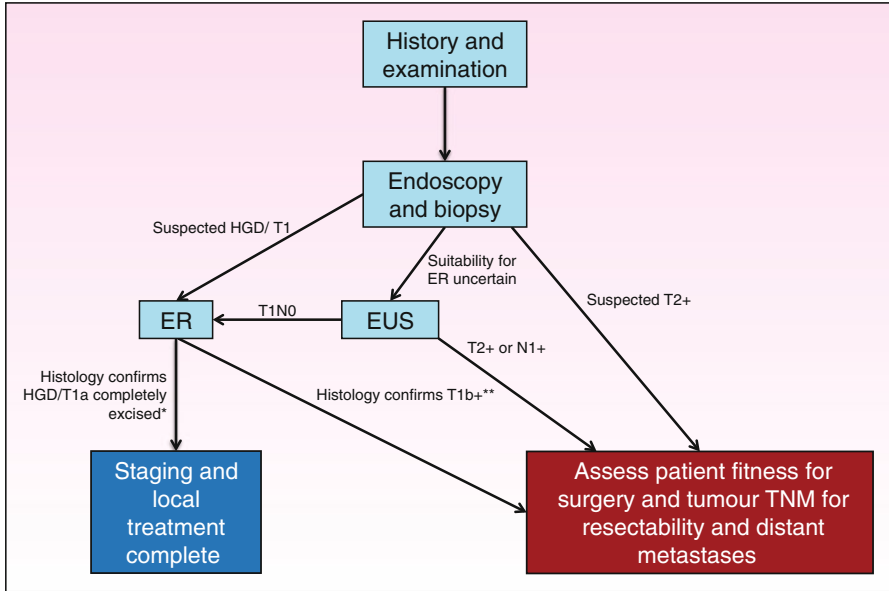 History and
examination
Endoscopy
and biopsy
Suspected HGD/ T1
Suitability for
ER uncertain
Suspected T2+
ER
T1N0
EUS
T2+ or N1+
Histology confirms
HGD/T1a completely
excised*
Histology confirms T1b+**
Staging and
local
treatment
complete
Assess patient fitness for
surgery and tumour TNM for
resectability and distant
metastases